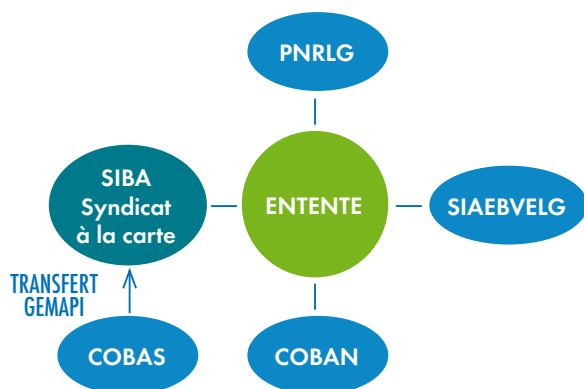 PNRLG
SIBA
Syndicat
à la carte
ENTENTE
SIAEBVELG
TRANSFERT
GEMAPI
COBAS
COBAN